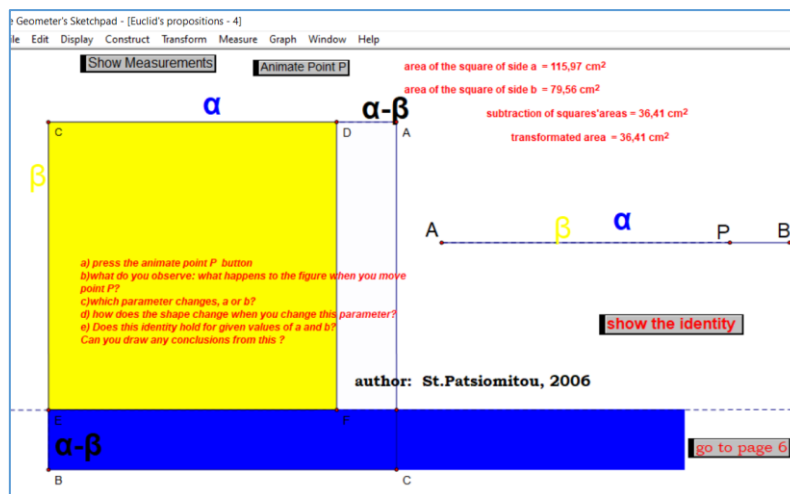 e Geometer's Sketchpad - [Euclid's propositions - 4]
le Edit Display Construct Transform Measure Graph Window Help
Show Measurements
Animate Point P
area of the square of side a = 115,97 cm²
area of the square of side b = 79,56 cm²
subtraction of squares'areas = 36,41 cm²
transformated area = 36,41 cm²
α
α-β
C
D
A
β
A
β
α
P
B
a) press the animate point P button
b)what do you observe: what happens to the figure when you move
point P?
c)which parameter changes, a or b?
d) how does the shape change when you change this parameter?
e) Does this identity hold for given values of a and b?
Can you draw any conclusions from this ?
show the identity
author: St.Patsiomitou, 2006
E
F
α-β
go to page 6
B
C